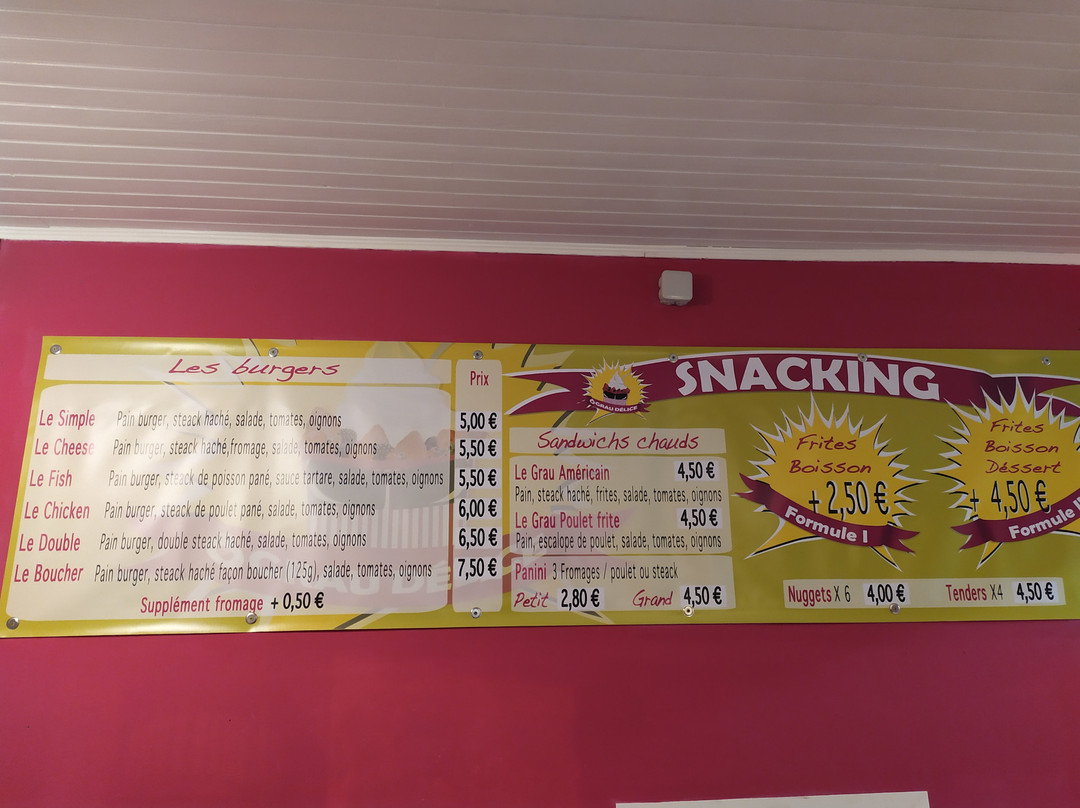 Les burgers
Prix
Le Simple Pain burger, steack haché, salade, tomates, oignons 5,00 €
Le Cheese Pain burger, steack haché,fromage, salade, tomates, oignons 5,50 €
Le Fish Pain burger, steack de poisson pané, sauce tartare, salade, tomates, oignons 5,50 €
Le Chicken Pain burger, steack de poulet pané, salade, tomates, oignons 6,00 €
Le Double Pain burger, double steack haché, salade, tomates, oignons 6,50 €
Le Boucher Pain burger, steack haché façon boucher (125g), salade, tomates, oignons 7,50 €
Supplément fromage + 0,50 €
O GRAU DÉLICE
SNACKING
Sandwichs chauds
Le Grau Américain 4,50 €
Pain, steack haché, frites, salade, tomates, oignons
Le Grau Poulet frite 4,50 €
Pain, escalope de poulet, salade, tomates, oignons
Panini 3 Fromages / poulet ou steack
Petit 2,80 € Grand 4,50 €
Frites
Boisson
+ 2,50 €
Formule I
Frites
Boisson
Déssert
+ 4,50 €
Formule
Nuggets X 6 4,00 € Tenders X4 4,50 €